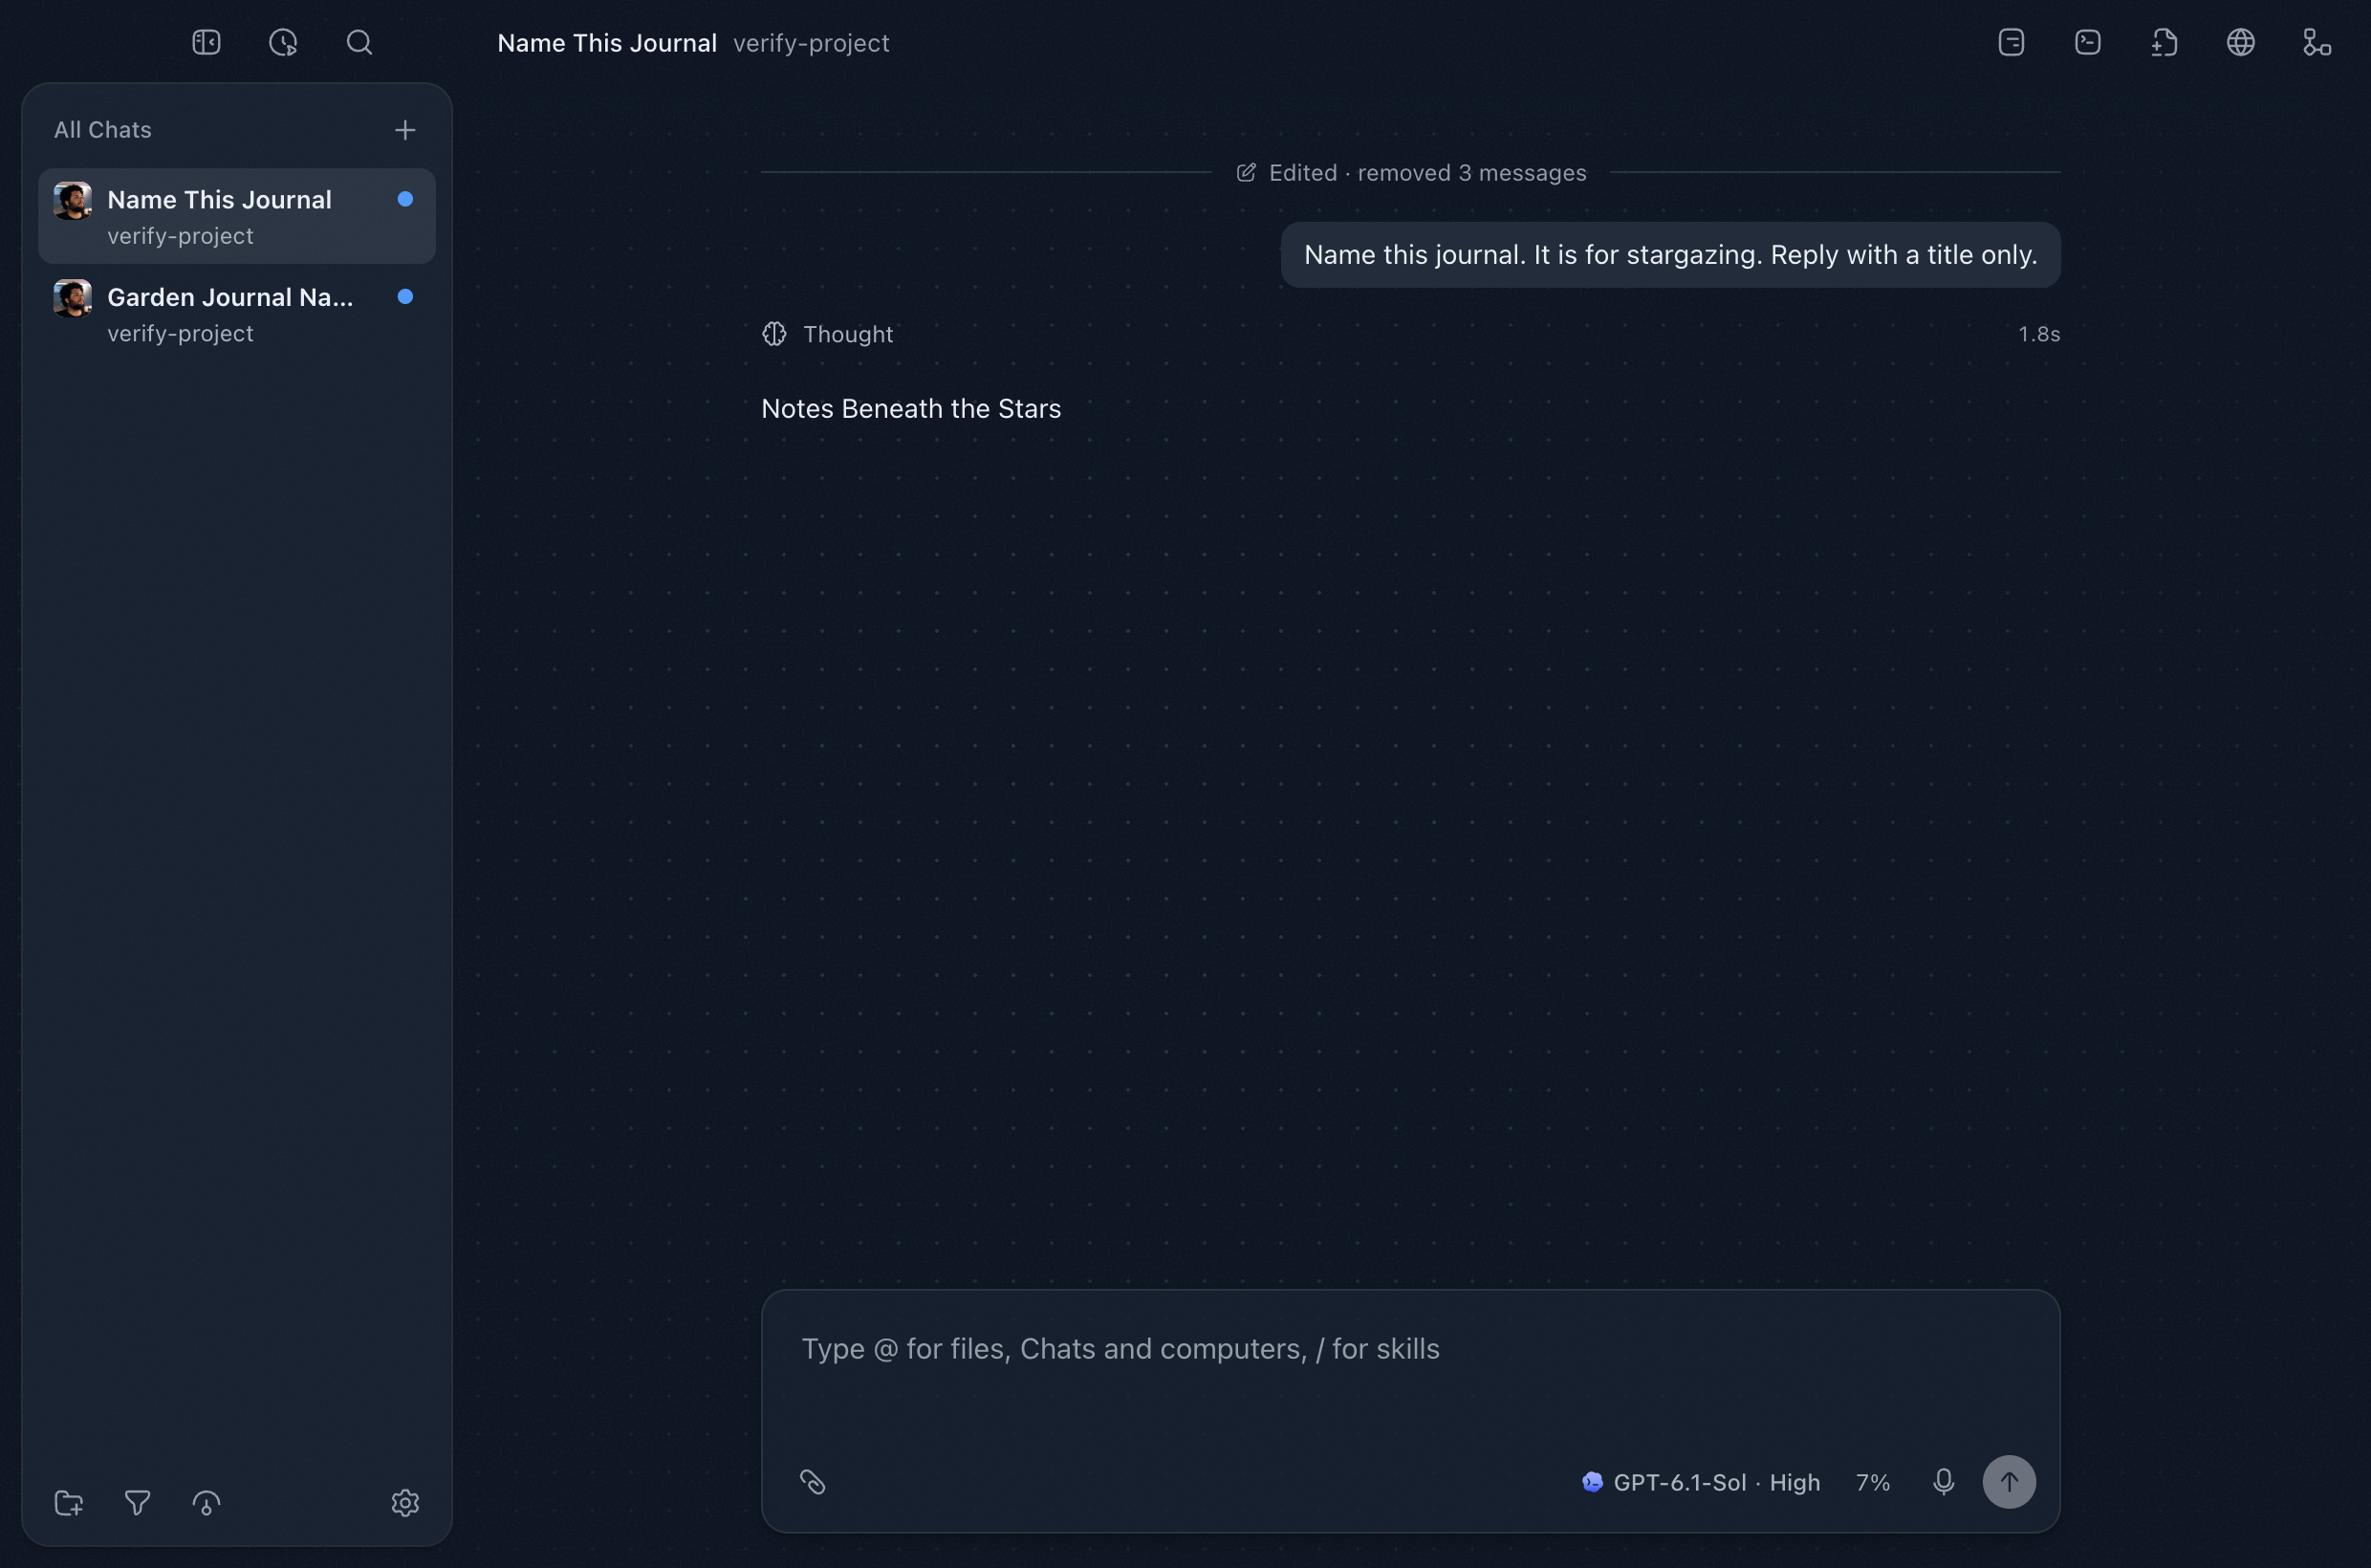 Name This Journal verify-project
All Chats
Name This Journal
verify-project
Garden Journal Na...
verify-project
Edited · removed 3 messages
Name this journal. It is for stargazing. Reply with a title only.
Thought 1.8s
Notes Beneath the Stars
Type @ for files, Chats and computers, / for skills
GPT-6.1-Sol · High 7%